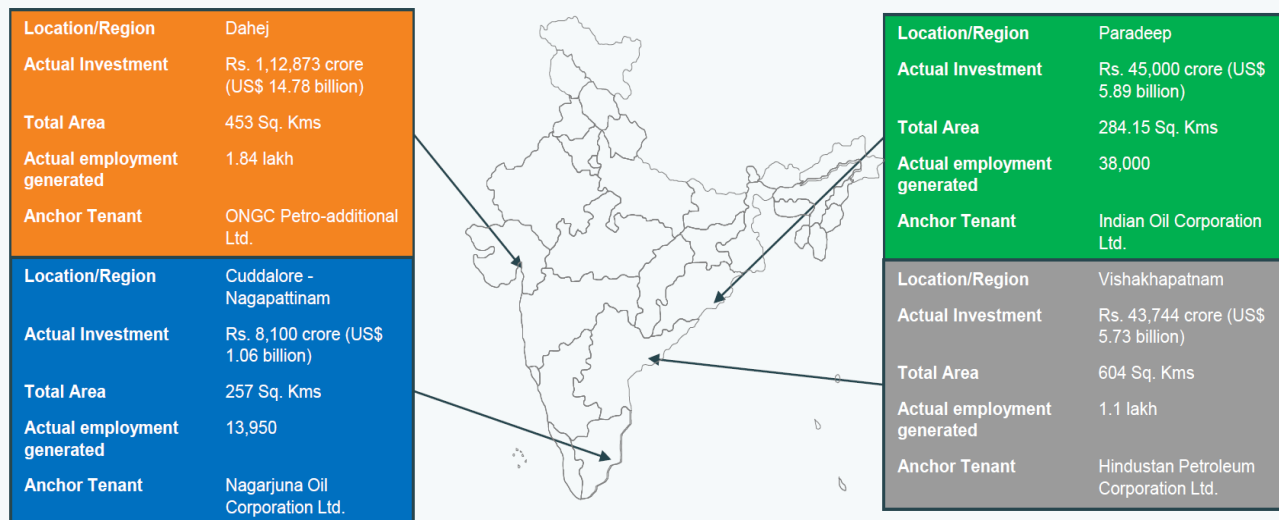 Location/Region Dahej
Actual Investment Rs. 1,12,873 crore
(US$ 14.78 billion)
Total Area 453 Sq. Kms
Actual employment 1.84 lakh
generated
Anchor Tenant ONGC Petro-additional
Ltd.
Location/Region Cuddalore -
Nagapattinam
Actual Investment Rs. 8,100 crore (US$
1.06 billion)
Total Area 257 Sq. Kms
Actual employment 13,950
generated
Anchor Tenant Nagarjuna Oil
Corporation Ltd.
Location/Region Paradeep
Actual Investment Rs. 45,000 crore (US$
5.89 billion)
Total Area 284.15 Sq. Kms
Actual employment 38,000
generated
Anchor Tenant Indian Oil Corporation
Ltd.
Location/Region Vishakhapatnam
Actual Investment Rs. 43,744 crore (US$
5.73 billion)
Total Area 604 Sq. Kms
Actual employment 1.1 lakh
generated
Anchor Tenant Hindustan Petroleum
Corporation Ltd.